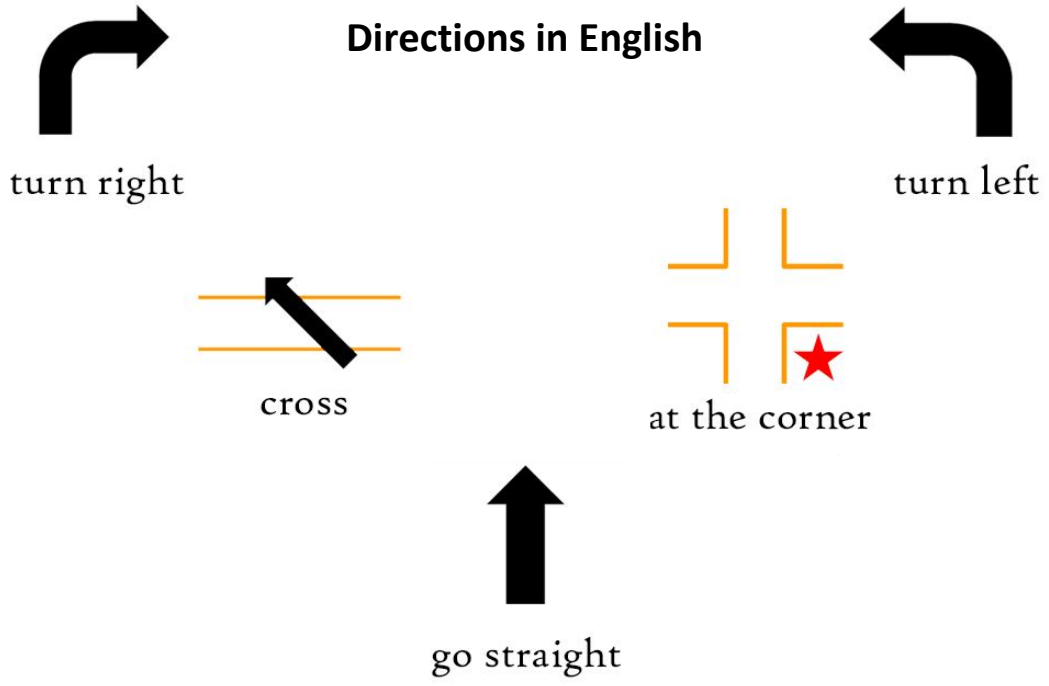 Directions in English
turn right
turn left
cross
at the corner
go straight